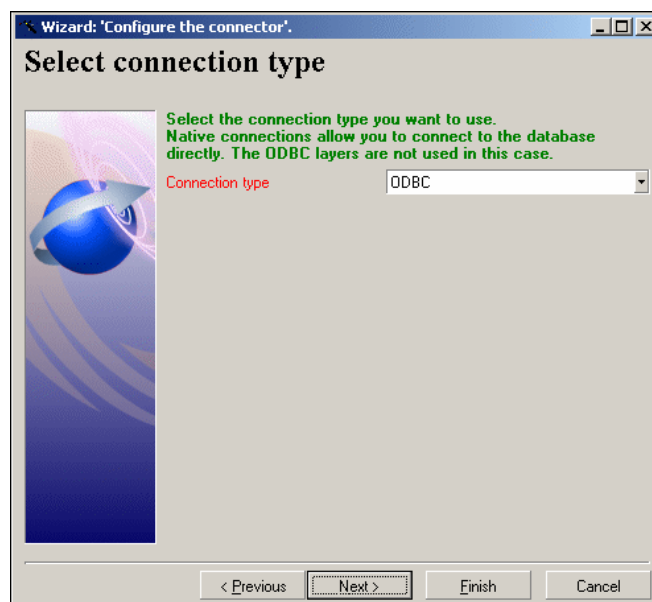 Wizard: 'Configure the connector'.
Select connection type
Select the connection type you want to use.
Native connections allow you to connect to the database
directly. The ODBC layers are not used in this case.
Connection type ODBC
< Previous Next > Finish Cancel